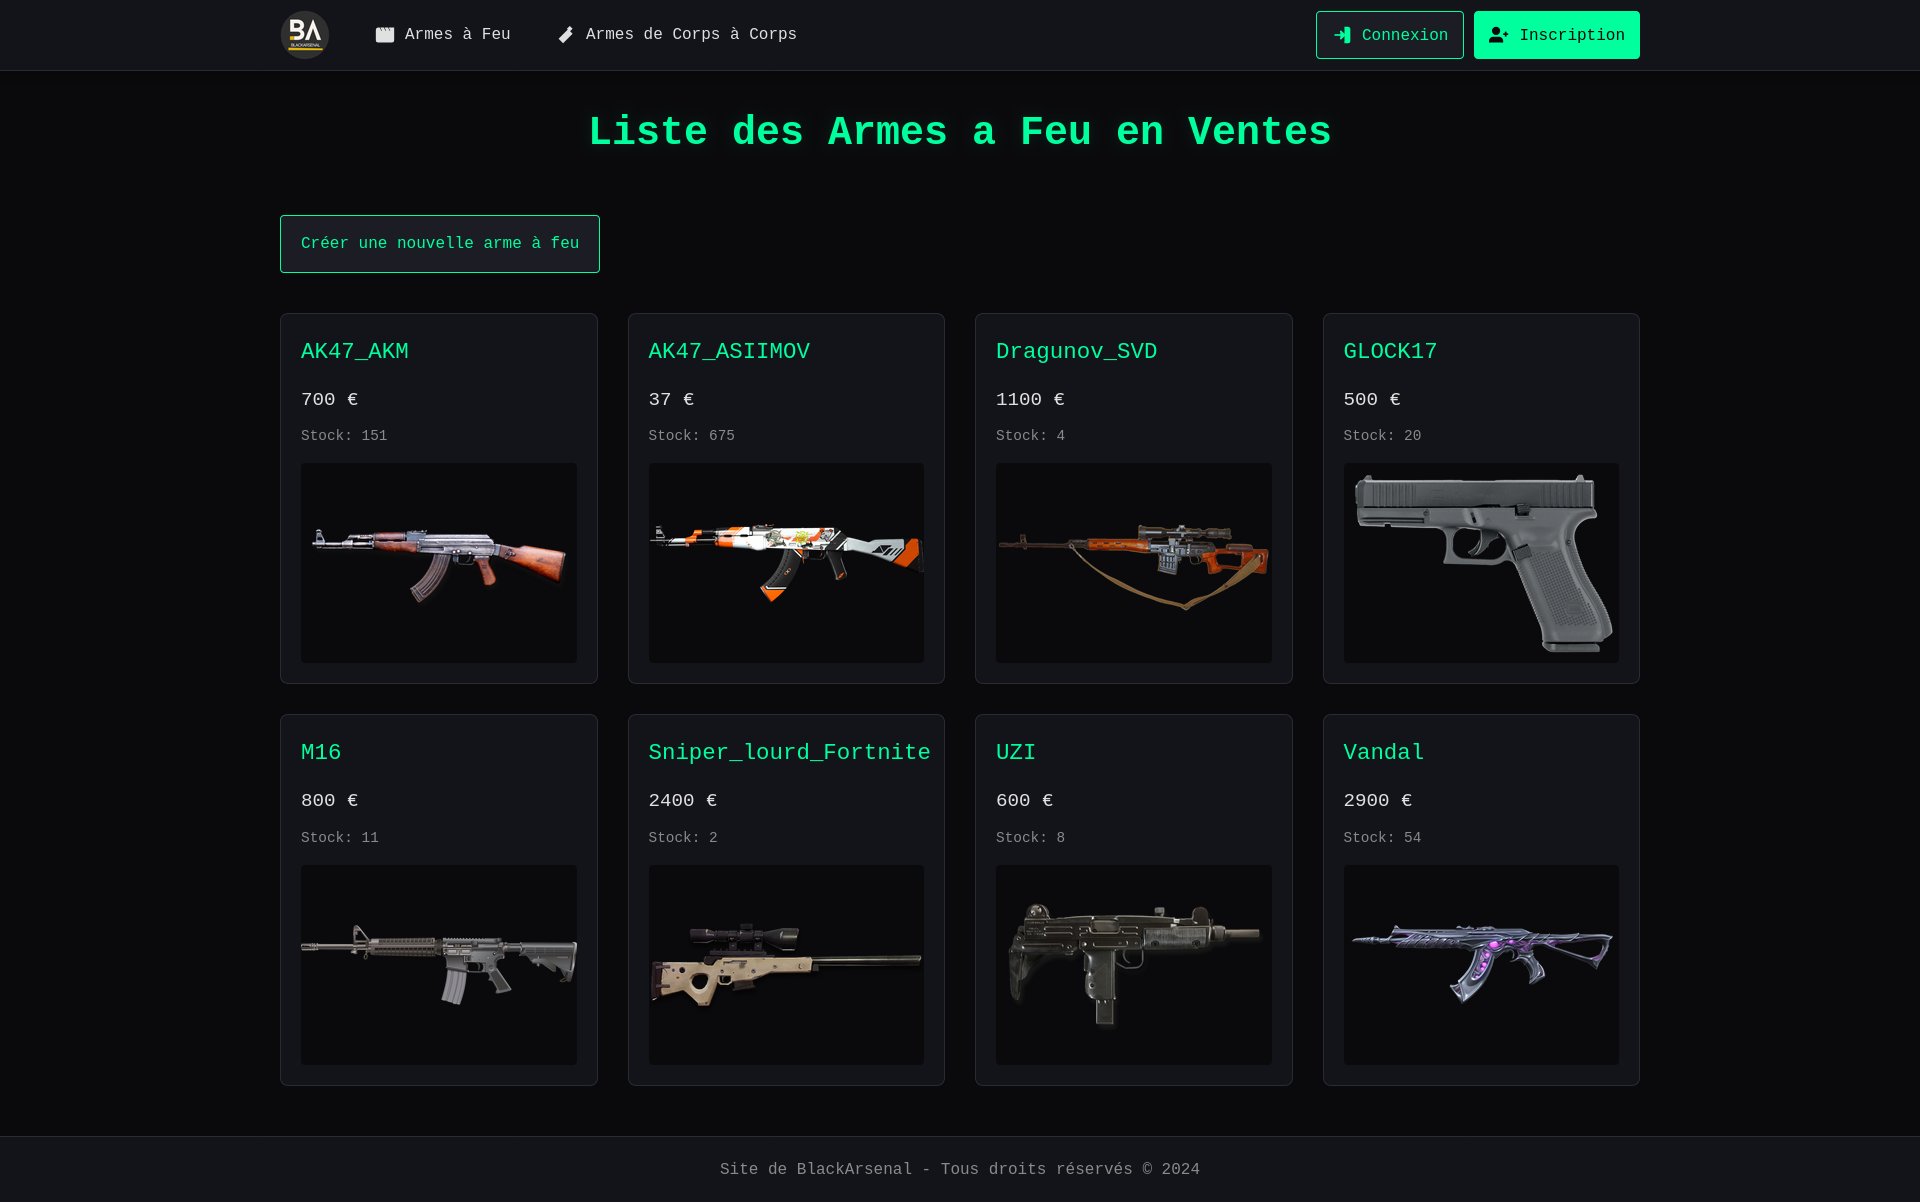 BA
BLACKARSENAL
Armes à Feu
Armes de Corps à Corps
Connexion
Inscription
Liste des Armes a Feu en Ventes
Créer une nouvelle arme à feu
AK47_AKM
700 €
Stock: 151
AK47_ASIIMOV
37 €
Stock: 675
Dragunov_SVD
1100 €
Stock: 4
GLOCK17
500 €
Stock: 20
M16
800 €
Stock: 11
Sniper_lourd_Fortnite
2400 €
Stock: 2
UZI
600 €
Stock: 8
Vandal
2900 €
Stock: 54
Site de BlackArsenal - Tous droits réservés © 2024